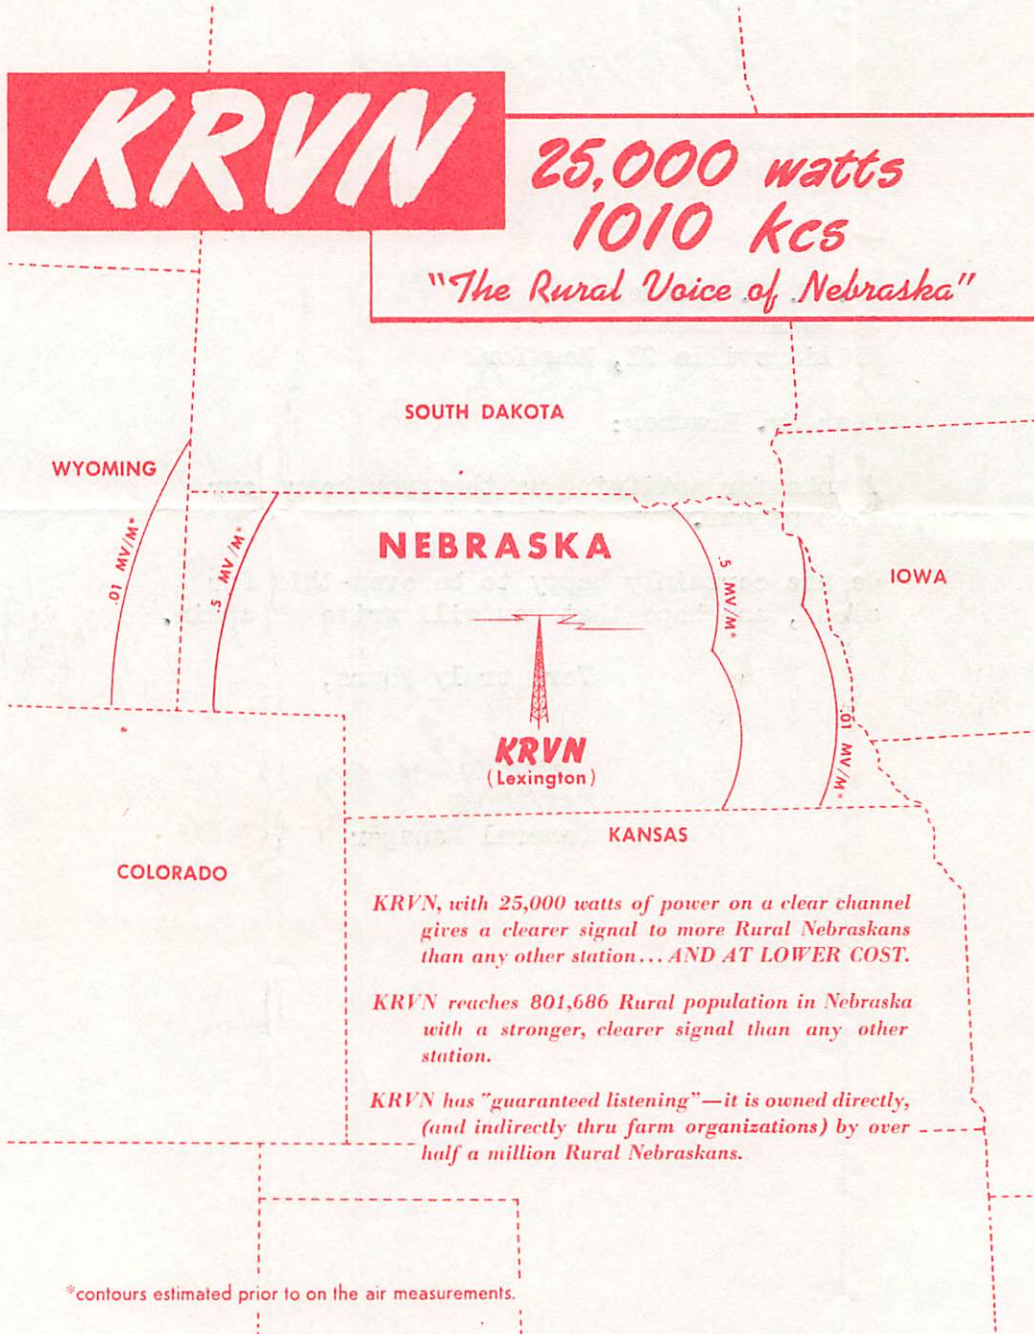 KRVN
25,000 watts
1010 kcs
"The Rural Voice of Nebraska"
SOUTH DAKOTA
WYOMING
.01 MV/M*
.5 MV/M*
NEBRASKA
.5 MV/M*
IOWA
.01 MV/M*
KRVN
(Lexington)
KANSAS
COLORADO
KRVN, with 25,000 watts of power on a clear channel
gives a clearer signal to more Rural Nebraskans
than any other station... AND AT LOWER COST.
KRVN reaches 801,686 Rural population in Nebraska
with a stronger, clearer signal than any other
station.
KRVN has "guaranteed listening"—it is owned directly,
(and indirectly thru farm organizations) by over
half a million Rural Nebraskans.
*contours estimated prior to on the air measurements.